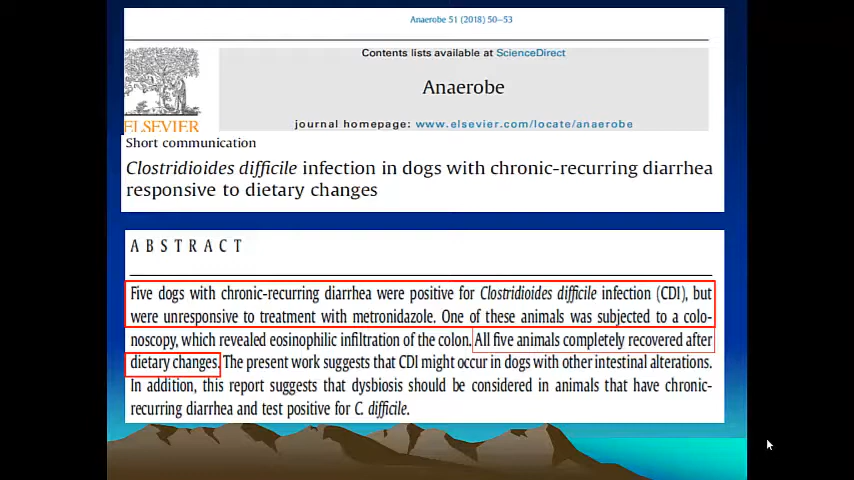 Anaerobe 51 (2018) 50–53
Contents lists available at ScienceDirect
Anaerobe
journal homepage: www.elsevier.com/locate/anaerobe
ELSEVIER
Short communication
Clostridioides difficile infection in dogs with chronic-recurring diarrhea
responsive to dietary changes
ABSTRACT
Five dogs with chronic-recurring diarrhea were positive for Clostridioides difficile infection (CDI), but
were unresponsive to treatment with metronidazole. One of these animals was subjected to a colo-
noscopy, which revealed eosinophilic infiltration of the colon. All five animals completely recovered after
dietary changes. The present work suggests that CDI might occur in dogs with other intestinal alterations.
In addition, this report suggests that dysbiosis should be considered in animals that have chronic-
recurring diarrhea and test positive for C. difficile.